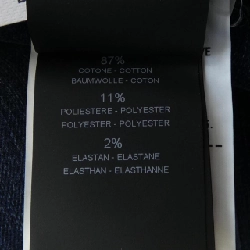 87%
COTONE - COTTON
BAUMWOLLE - COTON
11%
POLIESTERE - POLYESTER
POLYESTER - POLYESTER
2%
ELASTAN - ELASTANE
ELASTHAN - ELASTHANNE